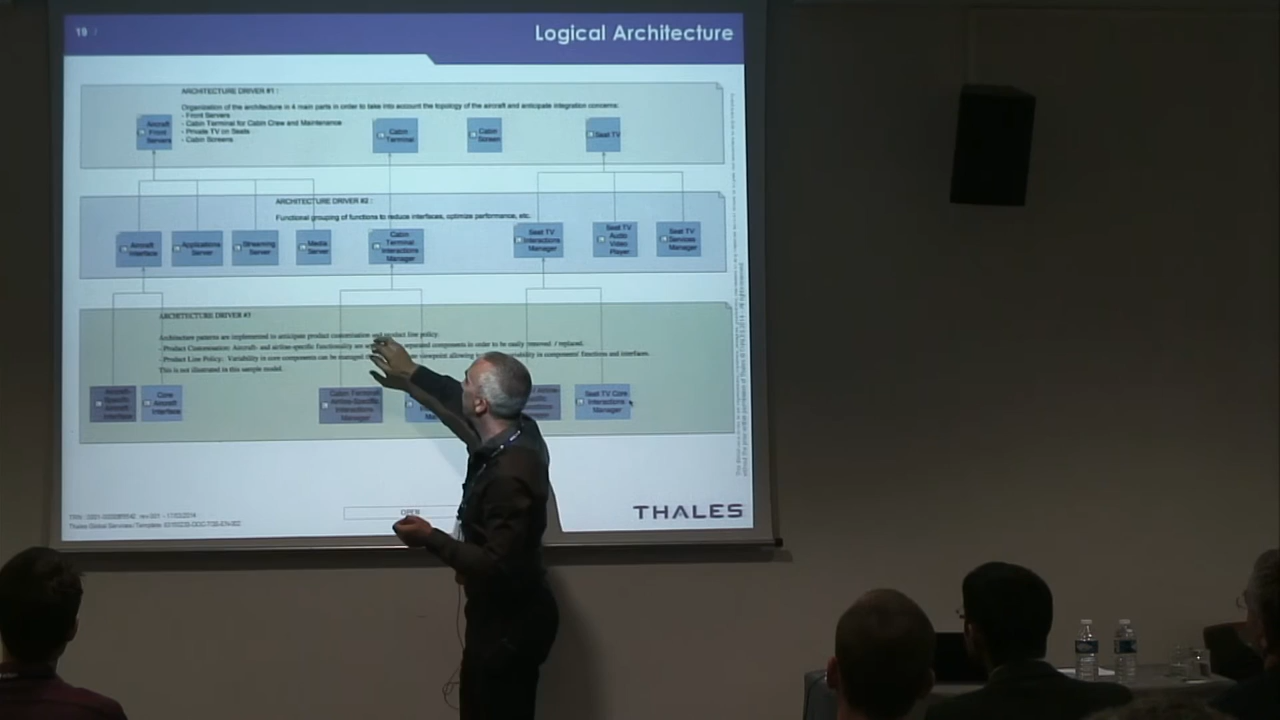 19
Logical Architecture
ARCHITECTURE DRIVER #1 :
Organization of the architecture in 4 main parts in order to take into account the topology of the aircraft and anticipate integration concerns:
- Front Servers
- Cabin Terminal for Cabin Crew and Maintenance
- Private TV on Seats
- Cabin Screens
Aircraft
Front
Servers
Cabin
Terminal
Cabin
Screen
Seat TV
ARCHITECTURE DRIVER #2 :
Functional grouping of functions to reduce interfaces, optimize performance, etc.
Aircraft
Interface
Applications
Server
Streaming
Server
Media
Server
Cabin
Terminal
Interactions
Manager
Seat TV
Interactions
Manager
Seat TV
Audio
Video
Player
Seat TV
Services
Manager
ARCHITECTURE DRIVER #3
Architecture patterns are implemented to anticipate product customisation and product line policy.
- Product Customisation: Aircraft- and airline-specific functionality are components in order to be easily removed / replaced.
- Product Line Policy: Variability in core components can be managed viewpoint allowing in components' functions and interfaces.
This is not illustrated in this sample model.
Aircraft-
Specific
Aircraft
Interface
Core
Aircraft
Interface
Cabin Terminal
Airline-Specific
Interactions
Manager
Seat TV Core
Interactions
Manager
OPEN
THALES